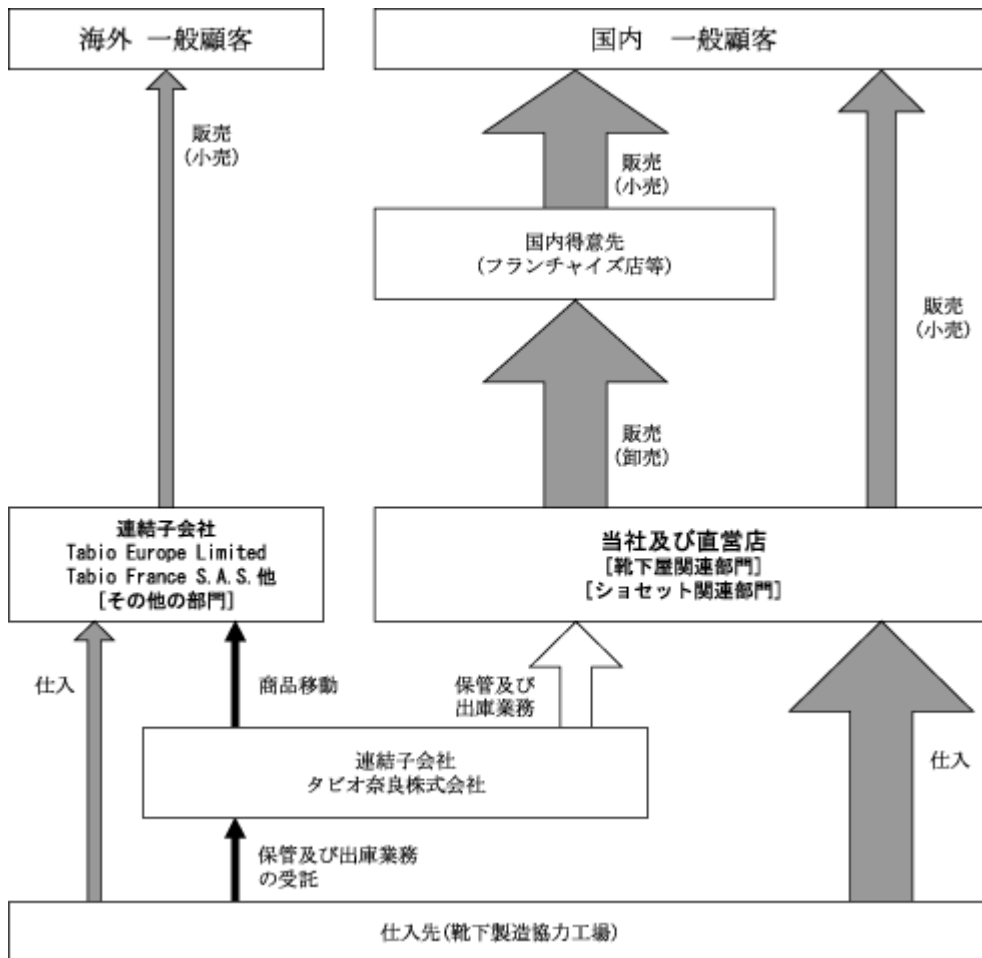 海外 一般顧客
国内 一般顧客
販売
(小売)
販売
(小売)
国内得意先
(フランチャイズ店等)
販売
(小売)
販売
(卸売)
連結子会社
Tabio Europe Limited
Tabio France S.A.S.他
[その他の部門]
当社及び直営店
[靴下屋関連部門]
[ショセット関連部門]
仕入
商品移動
保管及び
出庫業務
仕入
連結子会社
タビオ奈良株式会社
保管及び出庫業務
の受託
仕入先(靴下製造協力工場)